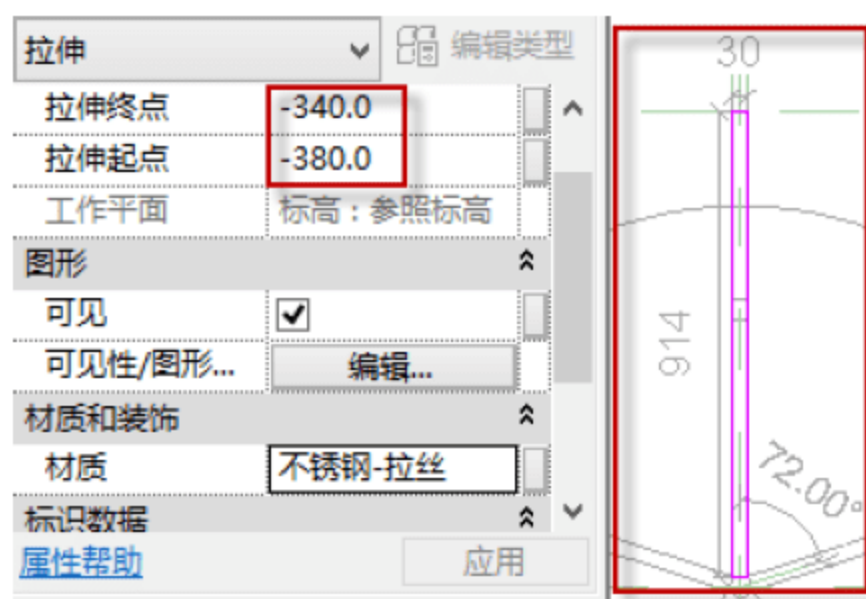 拉伸
编辑类型
拉伸终点 -340.0
拉伸起点 -380.0
工作平面 标高：参照标高
图形
可见
可见性/图形... 编辑...
材质和装饰
材质 不锈钢-拉丝
标识数据
属性帮助 应用
30
914
72.00°